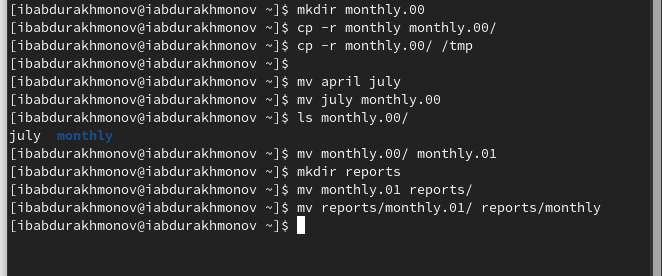 [ibabdurakhmonov@iabdurakhmonov ~]$ mkdir monthly.00
[ibabdurakhmonov@iabdurakhmonov ~]$ cp -r monthly monthly.00/
[ibabdurakhmonov@iabdurakhmonov ~]$ cp -r monthly.00/ /tmp
[ibabdurakhmonov@iabdurakhmonov ~]$
[ibabdurakhmonov@iabdurakhmonov ~]$ mv april july
[ibabdurakhmonov@iabdurakhmonov ~]$ mv july monthly.00
[ibabdurakhmonov@iabdurakhmonov ~]$ ls monthly.00/
july  monthly
[ibabdurakhmonov@iabdurakhmonov ~]$ mv monthly.00/ monthly.01
[ibabdurakhmonov@iabdurakhmonov ~]$ mkdir reports
[ibabdurakhmonov@iabdurakhmonov ~]$ mv monthly.01 reports/
[ibabdurakhmonov@iabdurakhmonov ~]$ mv reports/monthly.01/ reports/monthly
[ibabdurakhmonov@iabdurakhmonov ~]$